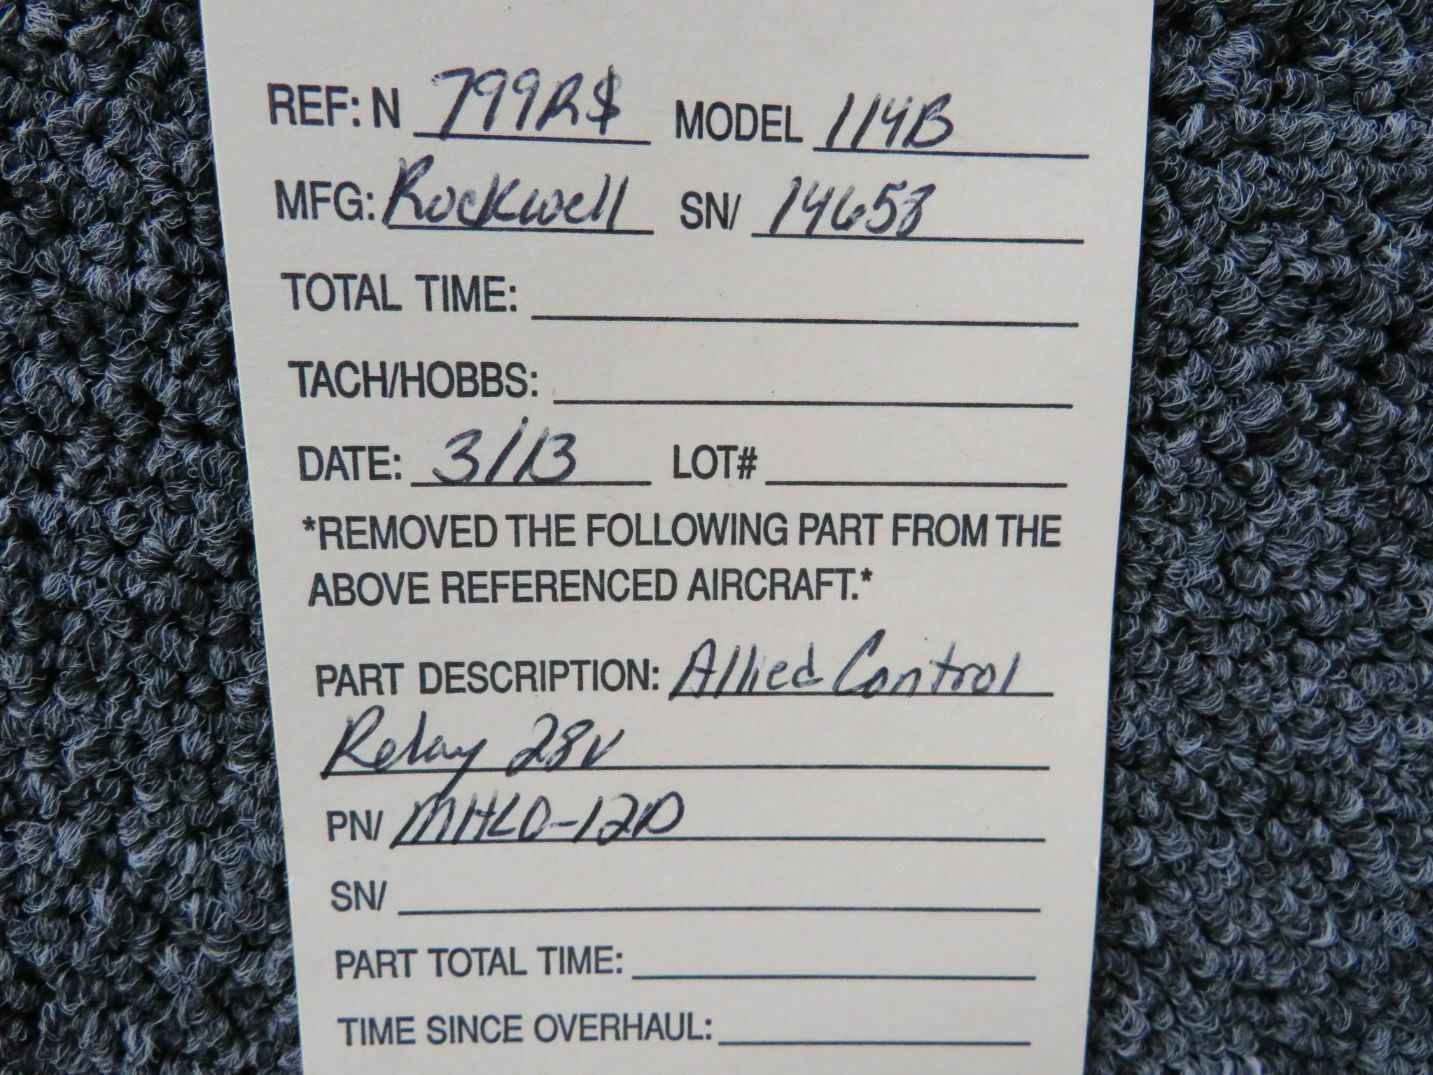 REF: N 799R$ MODEL 114B
MFG: Rockwell SN/ 14653
TOTAL TIME:
TACH/HOBBS:
DATE: 3/13 LOT#
*REMOVED THE FOLLOWING PART FROM THE
ABOVE REFERENCED AIRCRAFT.*
PART DESCRIPTION: Allied Control
Relay 28v
PN/ MHLD-12D
SN/
PART TOTAL TIME:
TIME SINCE OVERHAUL: